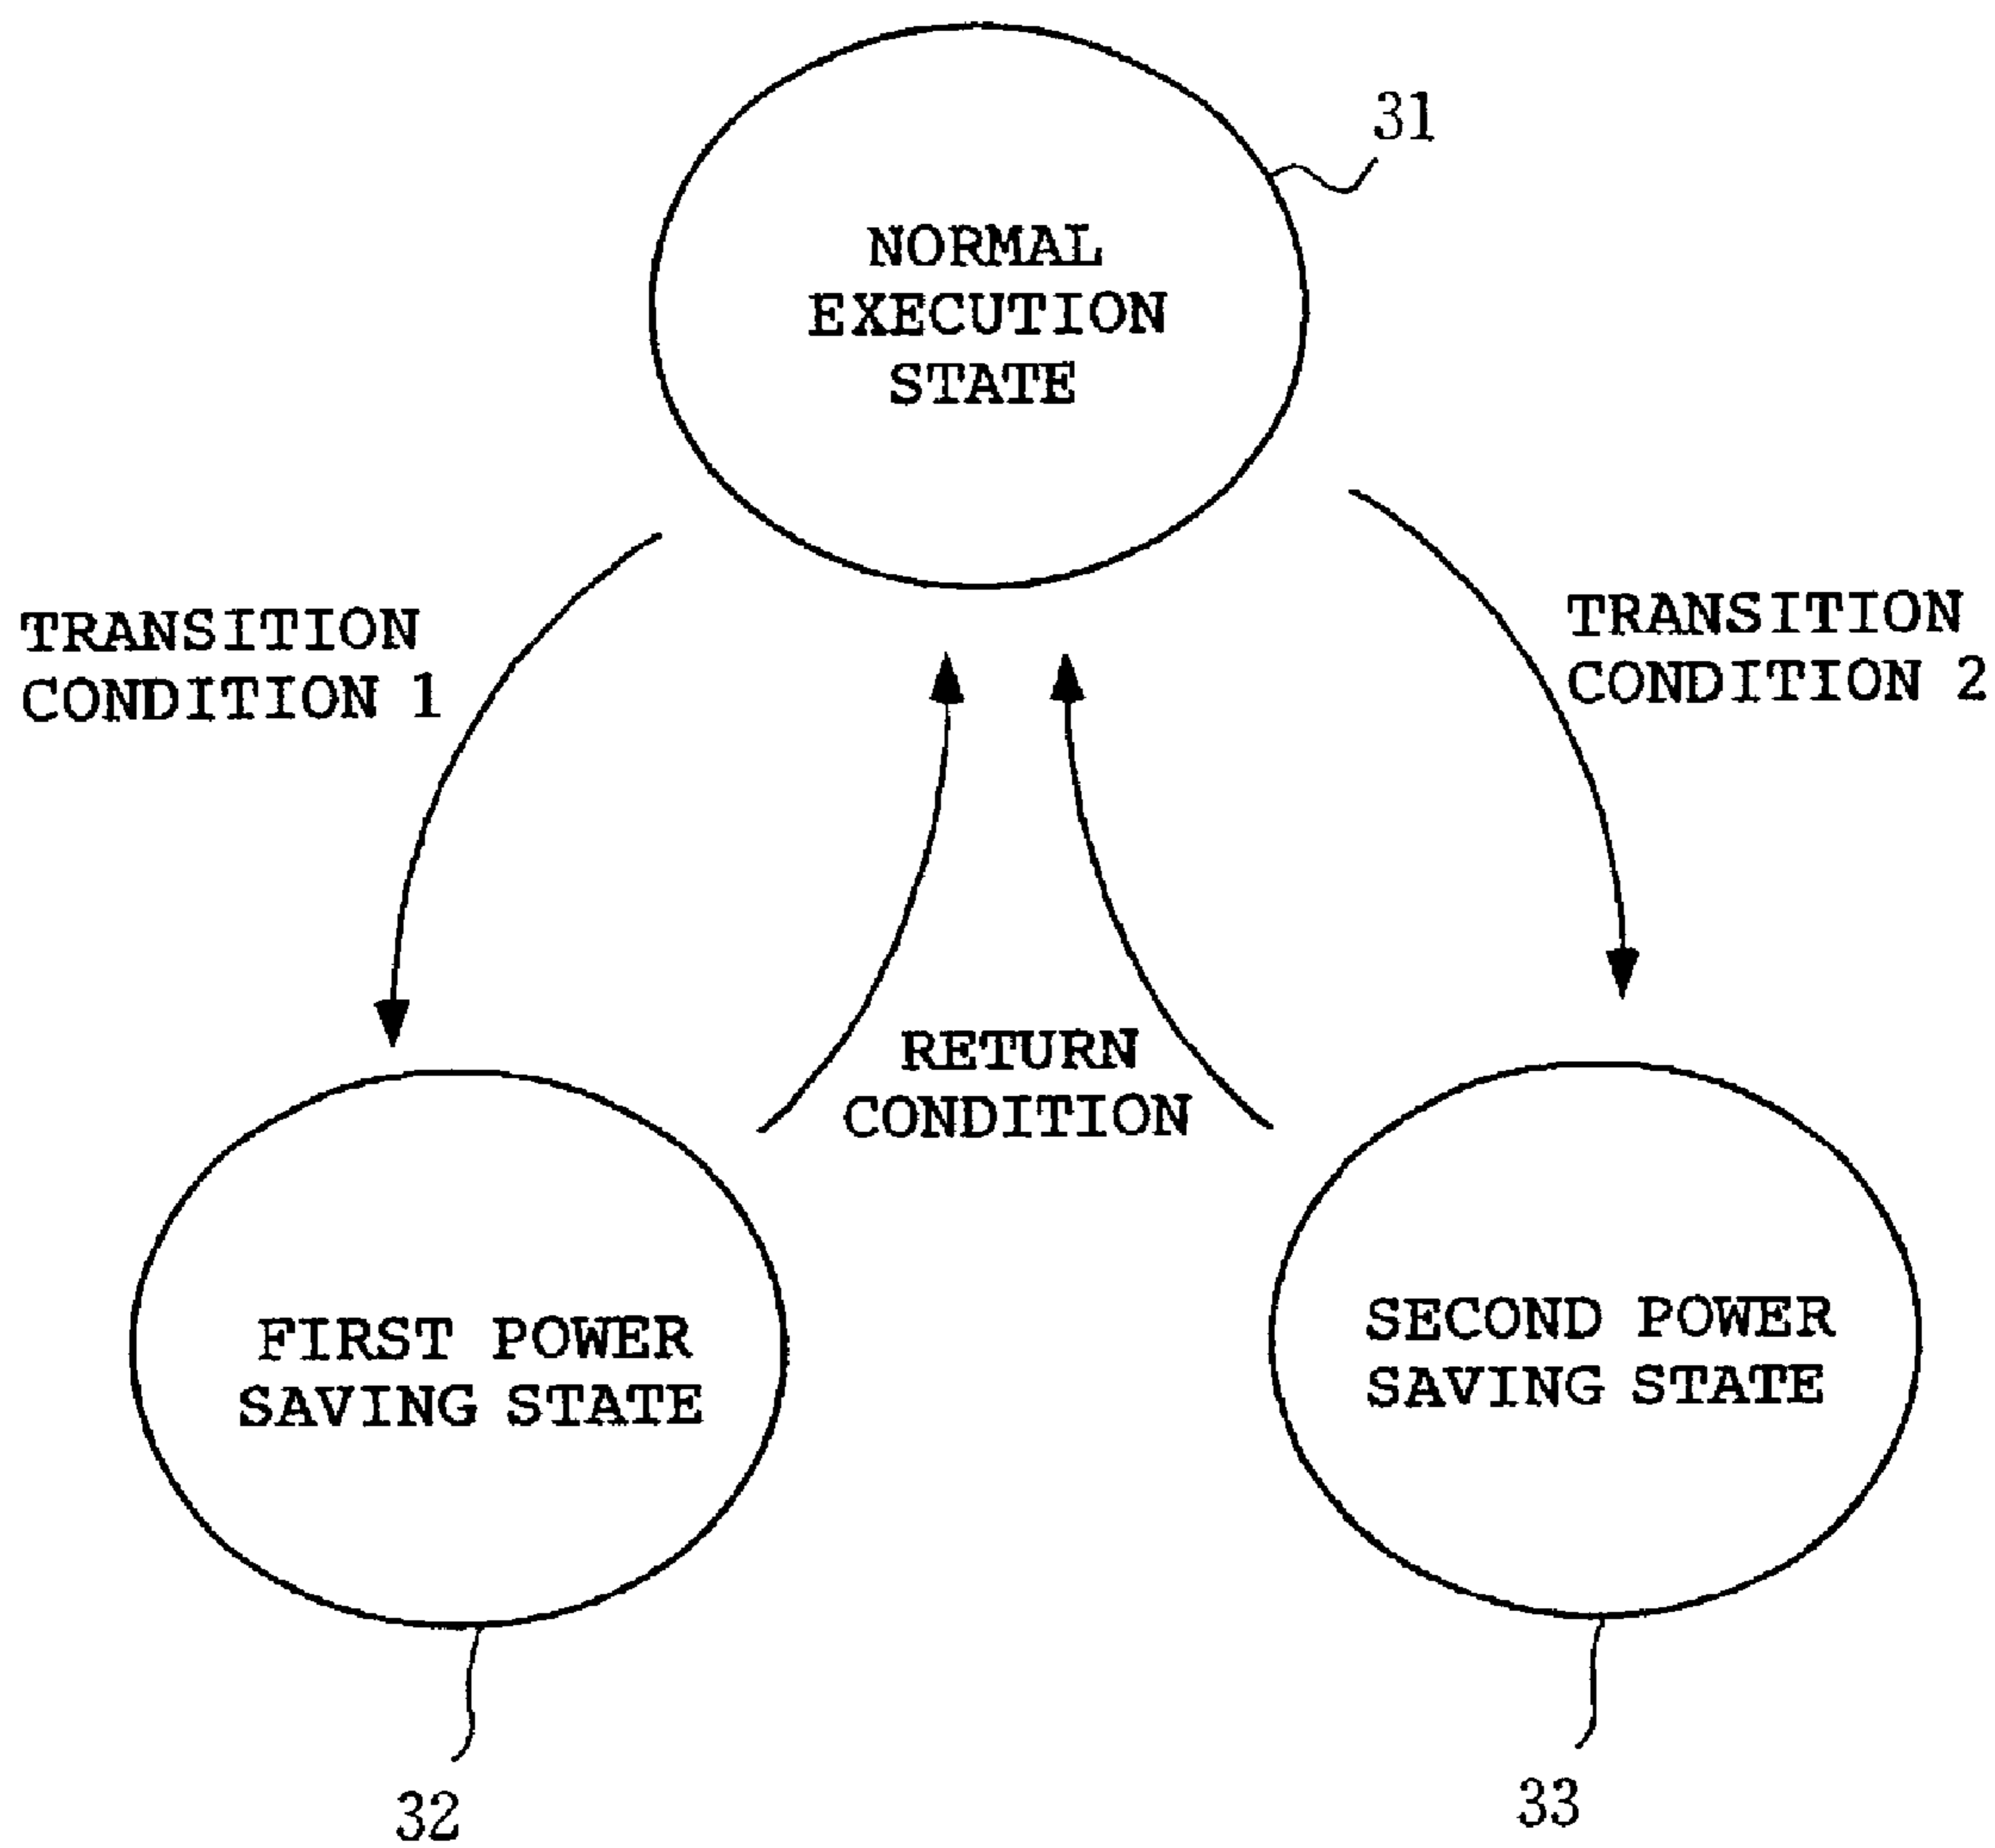 31
NORMAL
EXECUTION
STATE
TRANSITION
CONDITION 1
TRANSITION
CONDITION 2
RETURN
CONDITION
FIRST POWER
SAVING STATE
SECOND POWER
SAVING STATE
32
33